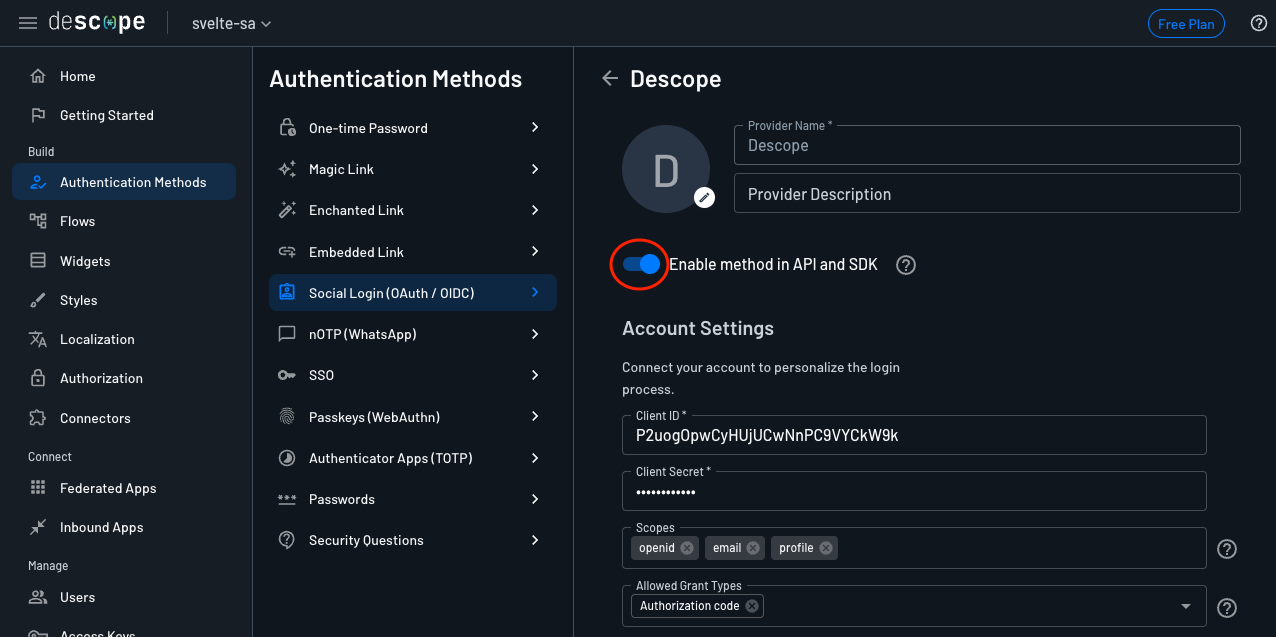 descope
svelte-sa
Free Plan
Home
Getting Started
Build
Authentication Methods
Flows
Widgets
Styles
Localization
Authorization
Connectors
Connect
Federated Apps
Inbound Apps
Manage
Users
Access Keys
Authentication Methods
One-time Password
Magic Link
Enchanted Link
Embedded Link
Social Login (OAuth / OIDC)
nOTP (WhatsApp)
SSO
Passkeys (WebAuthn)
Authenticator Apps (TOTP)
Passwords
Security Questions
Descope
D
Provider Name *
Descope
Provider Description
Enable method in API and SDK
Account Settings
Connect your account to personalize the login
process.
Client ID *
P2uogOpwCyHUjUCwNnPC9VYCkW9k
Client Secret *
••••••••••••
Scopes
openid email profile
Allowed Grant Types
Authorization code